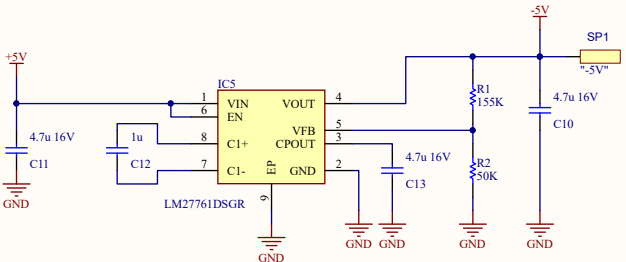 -5V
SP1
"-5V"
+5V
IC5
1 VIN VOUT 4
6 EN
R1
155K
4.7u 16V
C10
VFB 5
4.7u 16V
C11
1u
C12
8 C1+ CPOUT 3
7 C1- GND 2
EP
9
4.7u 16V
C13
R2
50K
LM27761DSGR
GND
GND
GND
GND
GND
GND